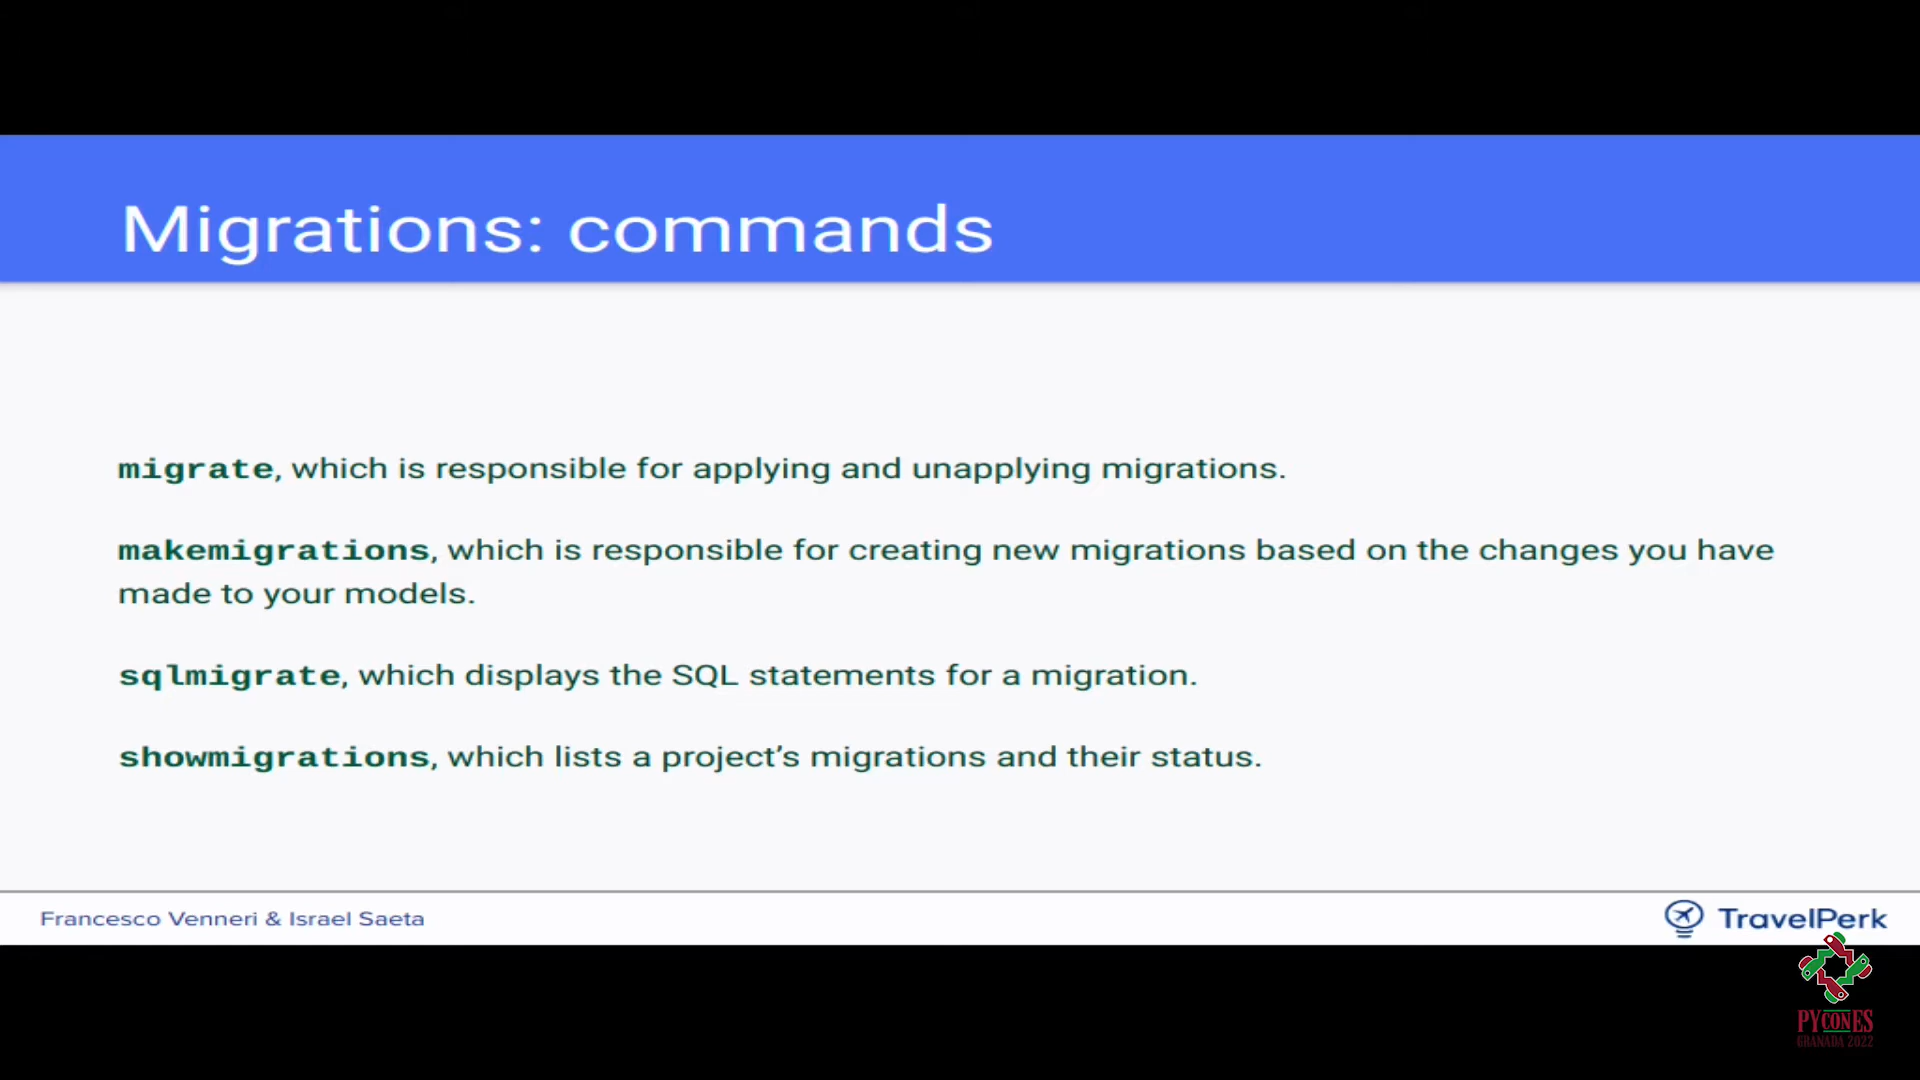 Migrations: commands
migrate, which is responsible for applying and unapplying migrations.
makemigrations, which is responsible for creating new migrations based on the changes you have
made to your models.
sqlmigrate, which displays the SQL statements for a migration.
showmigrations, which lists a project’s migrations and their status.
Francesco Venneri & Israel Saeta
TravelPerk
PYCONES
GRANADA 2022